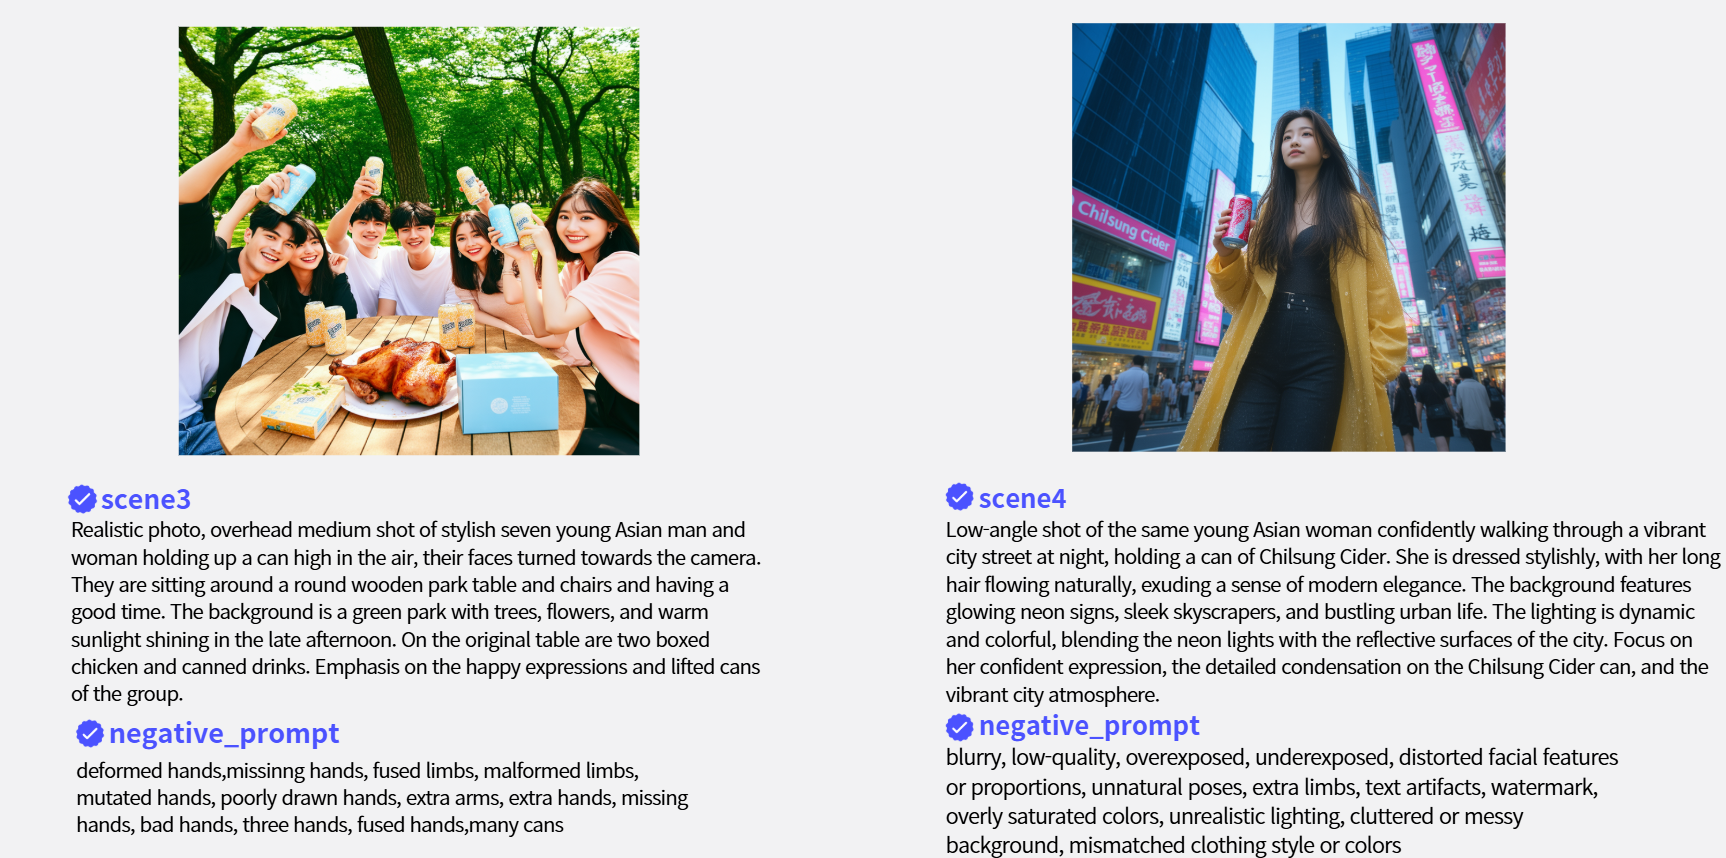 Chilsung Cider
scene3
Realistic photo, overhead medium shot of stylish seven young Asian man and
woman holding up a can high in the air, their faces turned towards the camera.
They are sitting around a round wooden park table and chairs and having a
good time. The background is a green park with trees, flowers, and warm
sunlight shining in the late afternoon. On the original table are two boxed
chicken and canned drinks. Emphasis on the happy expressions and lifted cans
of the group.
negative_prompt
deformed hands,missinng hands, fused limbs, malformed limbs,
mutated hands, poorly drawn hands, extra arms, extra hands, missing
hands, bad hands, three hands, fused hands,many cans
scene4
Low-angle shot of the same young Asian woman confidently walking through a vibrant
city street at night, holding a can of Chilsung Cider. She is dressed stylishly, with her long
hair flowing naturally, exuding a sense of modern elegance. The background features
glowing neon signs, sleek skyscrapers, and bustling urban life. The lighting is dynamic
and colorful, blending the neon lights with the reflective surfaces of the city. Focus on
her confident expression, the detailed condensation on the Chilsung Cider can, and the
vibrant city atmosphere.
negative_prompt
blurry, low-quality, overexposed, underexposed, distorted facial features
or proportions, unnatural poses, extra limbs, text artifacts, watermark,
overly saturated colors, unrealistic lighting, cluttered or messy
background, mismatched clothing style or colors